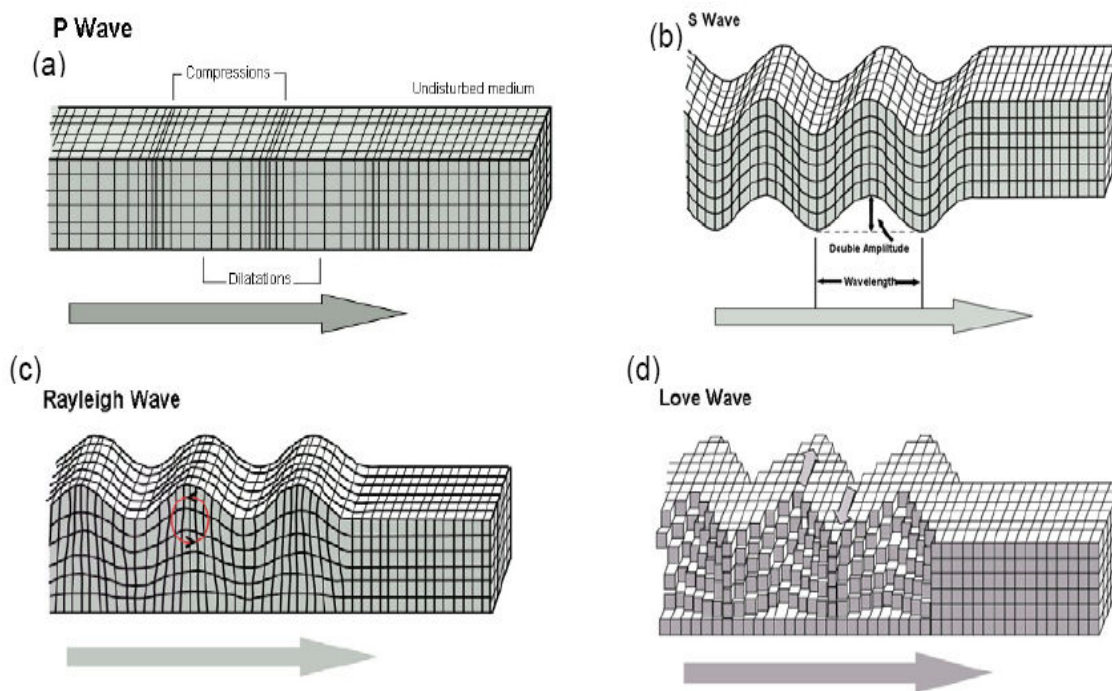 P Wave
(a)
Compressions
Undisturbed medium
Dilatations
S Wave
(b)
Double Amplitude
Wavelength
(c)
Rayleigh Wave
(d)
Love Wave